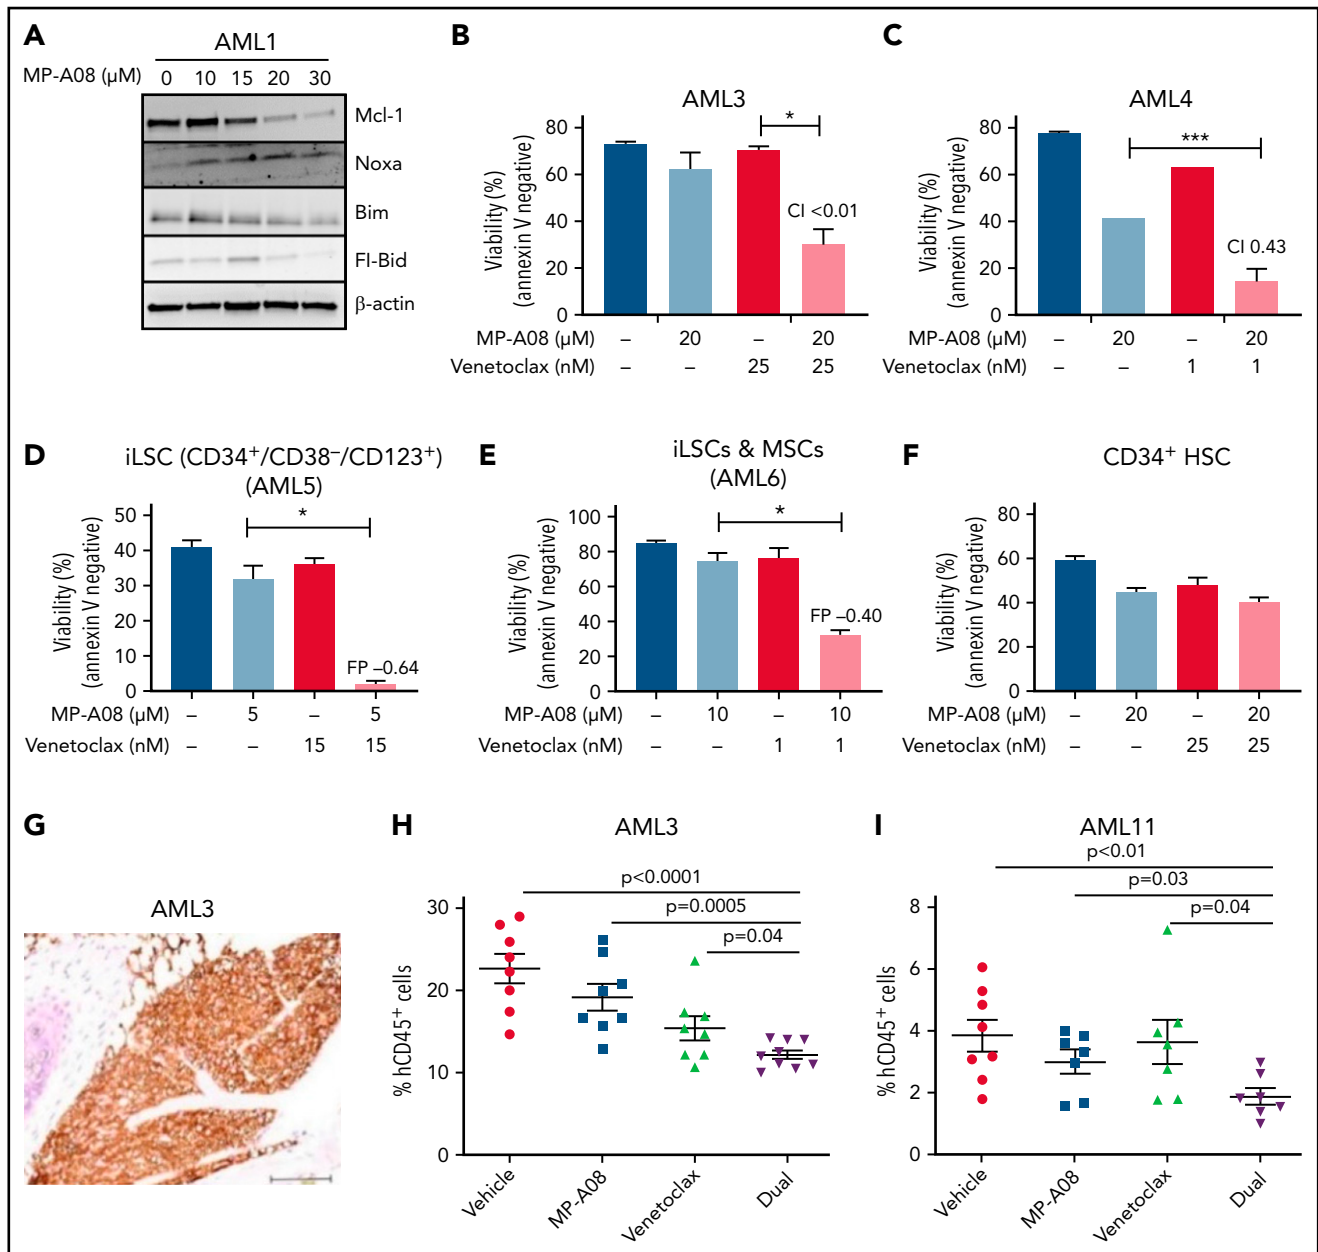 A
AML1
MP-A08 (μM) 0 10 15 20 30
Mcl-1
Noxa
Bim
Fl-Bid
β-actin
B
AML3
Viability (%)
(annexin V negative)
80
60
40
20
0
*
CI <0.01
MP-A08 (μM) – 20 – 20
Venetoclax (nM) – – 25 25
C
AML4
Viability (%)
(annexin V negative)
80
60
40
20
0
***
CI 0.43
MP-A08 (μM) – 20 – 20
Venetoclax (nM) – – 1 1
D
iLSC (CD34⁺/CD38⁻/CD123⁺)
(AML5)
Viability (%)
(annexin V negative)
50
40
30
20
10
0
*
FP –0.64
MP-A08 (μM) – 5 – 5
Venetoclax (nM) – – 15 15
E
iLSCs & MSCs
(AML6)
Viability (%)
(annexin V negative)
100
80
60
40
20
0
*
FP –0.40
MP-A08 (μM) – 10 – 10
Venetoclax (nM) – – 1 1
F
CD34⁺ HSC
Viability (%)
(annexin V negative)
80
60
40
20
0
MP-A08 (μM) – 20 – 20
Venetoclax (nM) – – 25 25
G
AML3
H
AML3
p<0.0001
p=0.0005
p=0.04
% hCD45⁺ cells
30
20
10
0
Vehicle
MP-A08
Venetoclax
Dual
I
AML11
p<0.01
p=0.03
p=0.04
% hCD45⁺ cells
8
6
4
2
0
Vehicle
MP-A08
Venetoclax
Dual